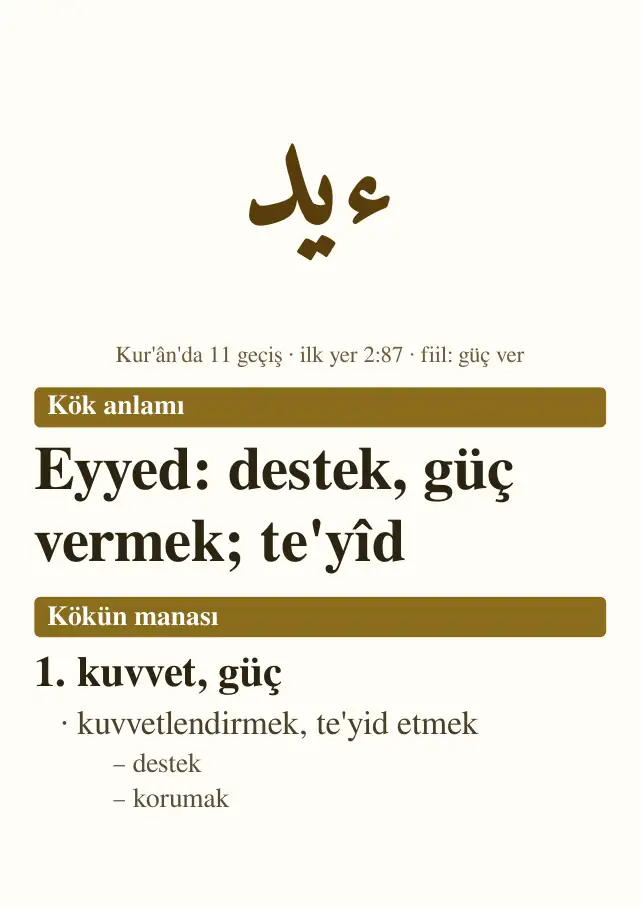 ءيد
Kur'ân'da 11 geçiş · ilk yer 2:87 · fiil: güç ver
Kök anlamı
Eyyed: destek, güç
vermek; te'yîd
Kökün manası
1. kuvvet, güç
· kuvvetlendirmek, te'yid etmek
– destek
– korumak